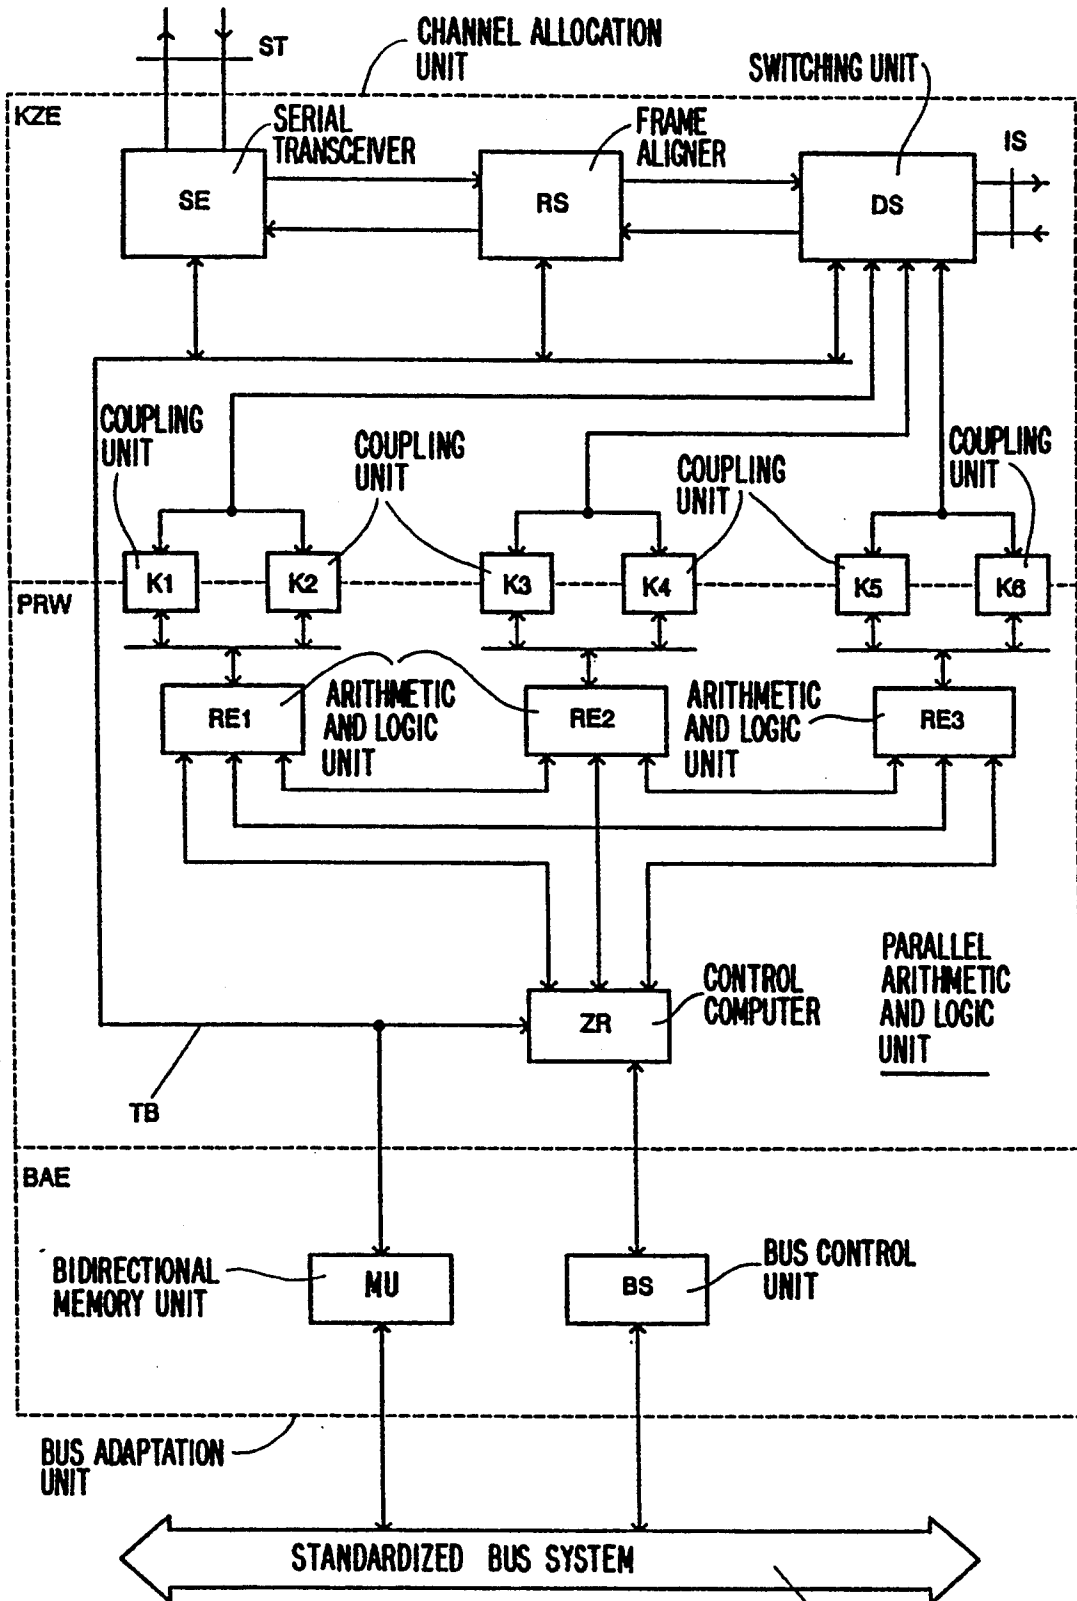 ST
CHANNEL ALLOCATION
UNIT
SWITCHING UNIT
KZE
SERIAL
TRANSCEIVER
FRAME
ALIGNER
IS
SE
RS
DS
COUPLING
UNIT
COUPLING
UNIT
COUPLING
UNIT
COUPLING
UNIT
K1
K2
K3
K4
K5
K6
PRW
RE1
ARITHMETIC
AND LOGIC
UNIT
RE2
ARITHMETIC
AND LOGIC
UNIT
RE3
PARALLEL
ARITHMETIC
AND LOGIC
UNIT
CONTROL
COMPUTER
ZR
TB
BAE
BIDIRECTIONAL
MEMORY UNIT
MU
BS
BUS CONTROL
UNIT
BUS ADAPTATION
UNIT
STANDARDIZED BUS SYSTEM